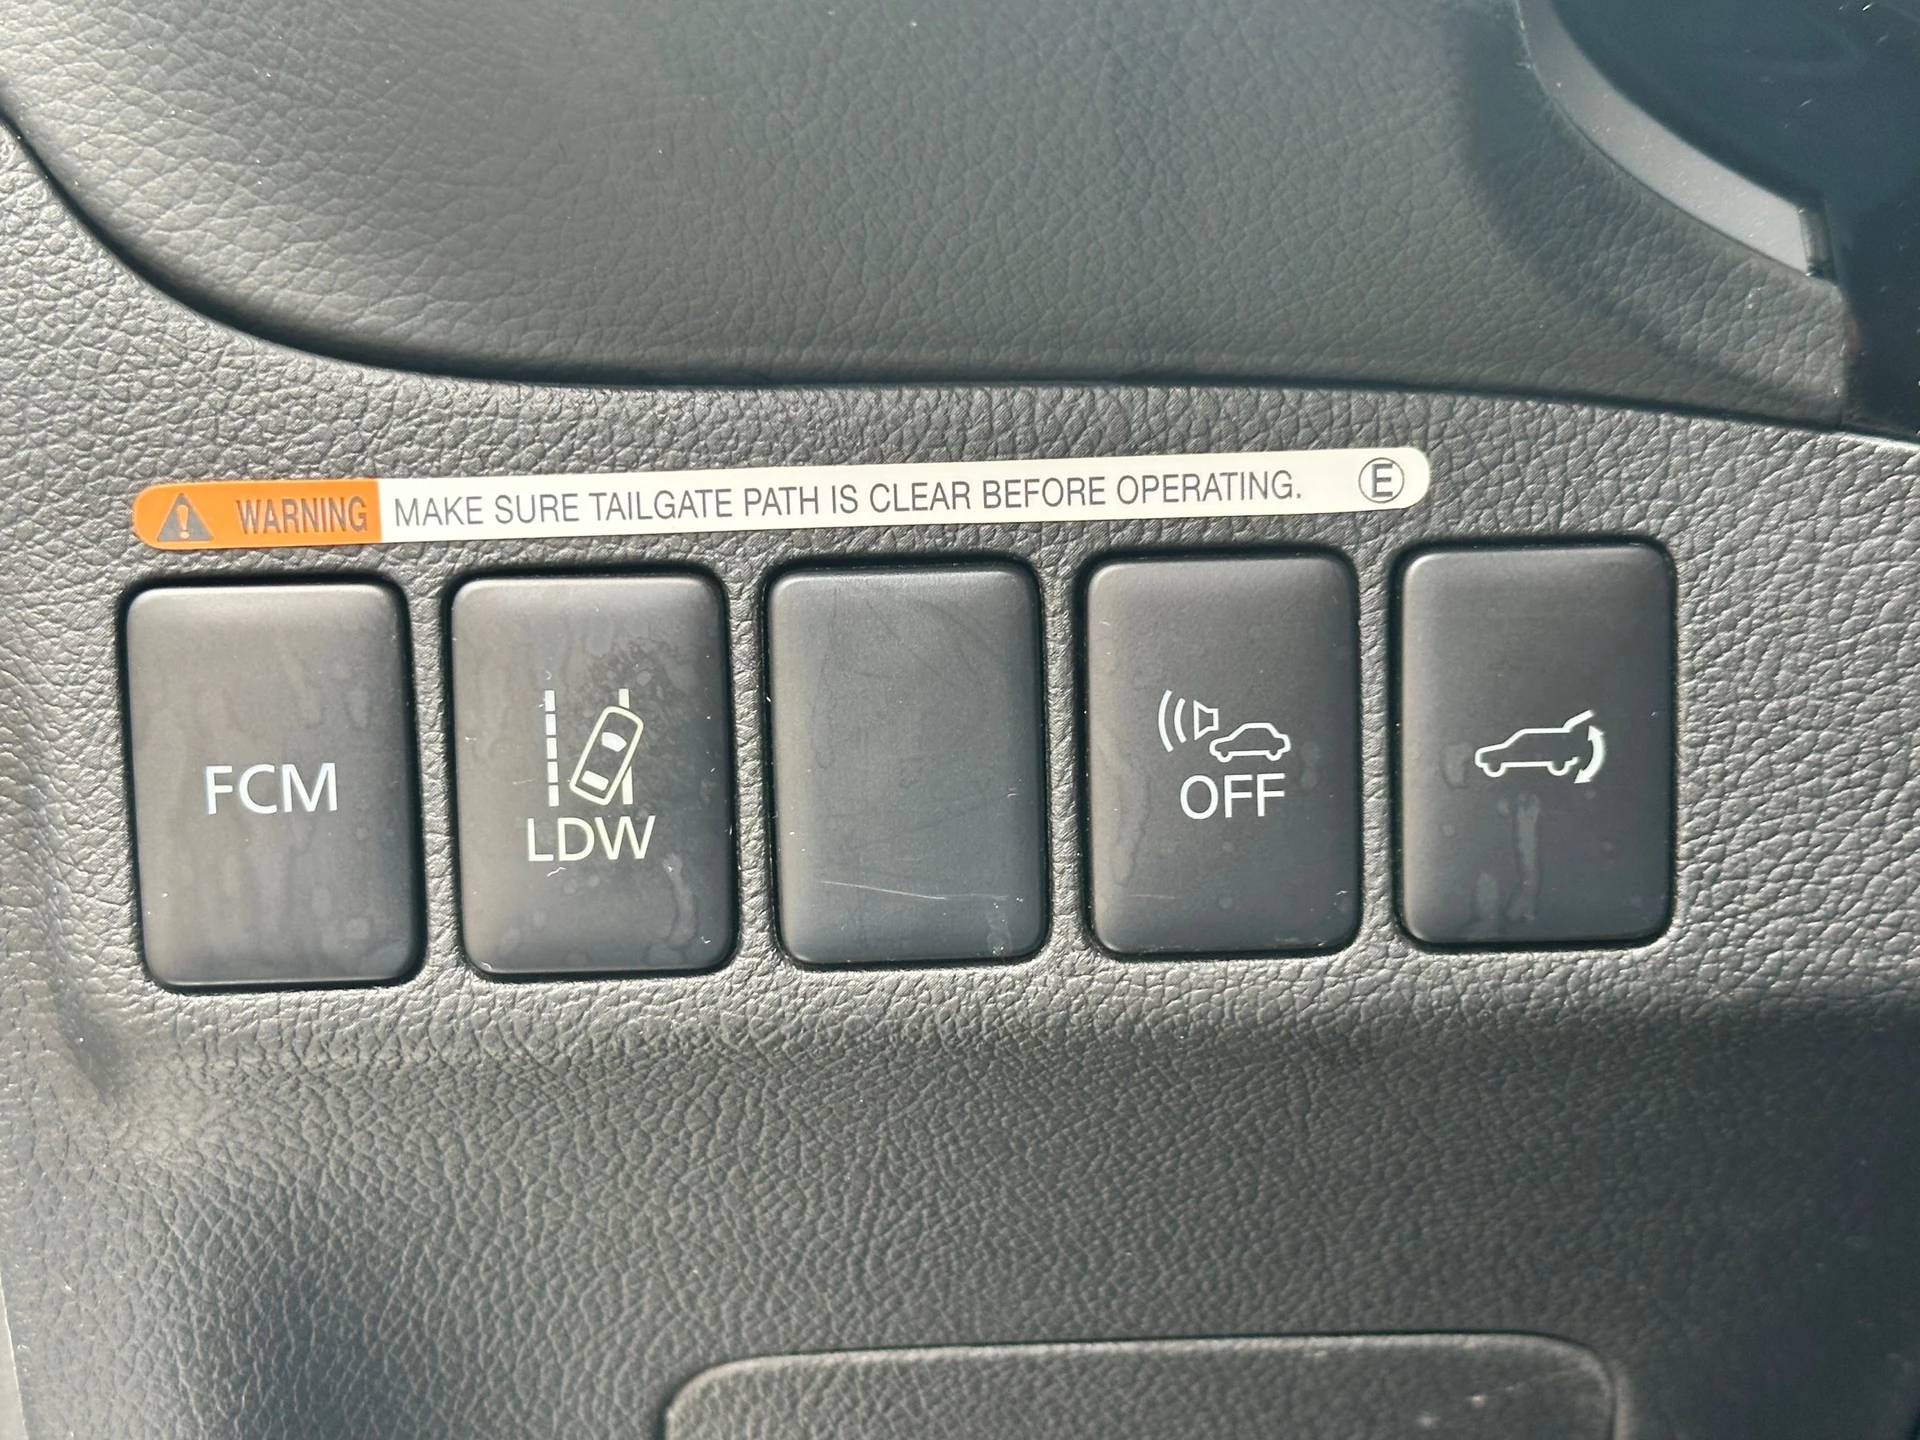 WARNING MAKE SURE TAILGATE PATH IS CLEAR BEFORE OPERATING. E
FCM
LDW
OFF